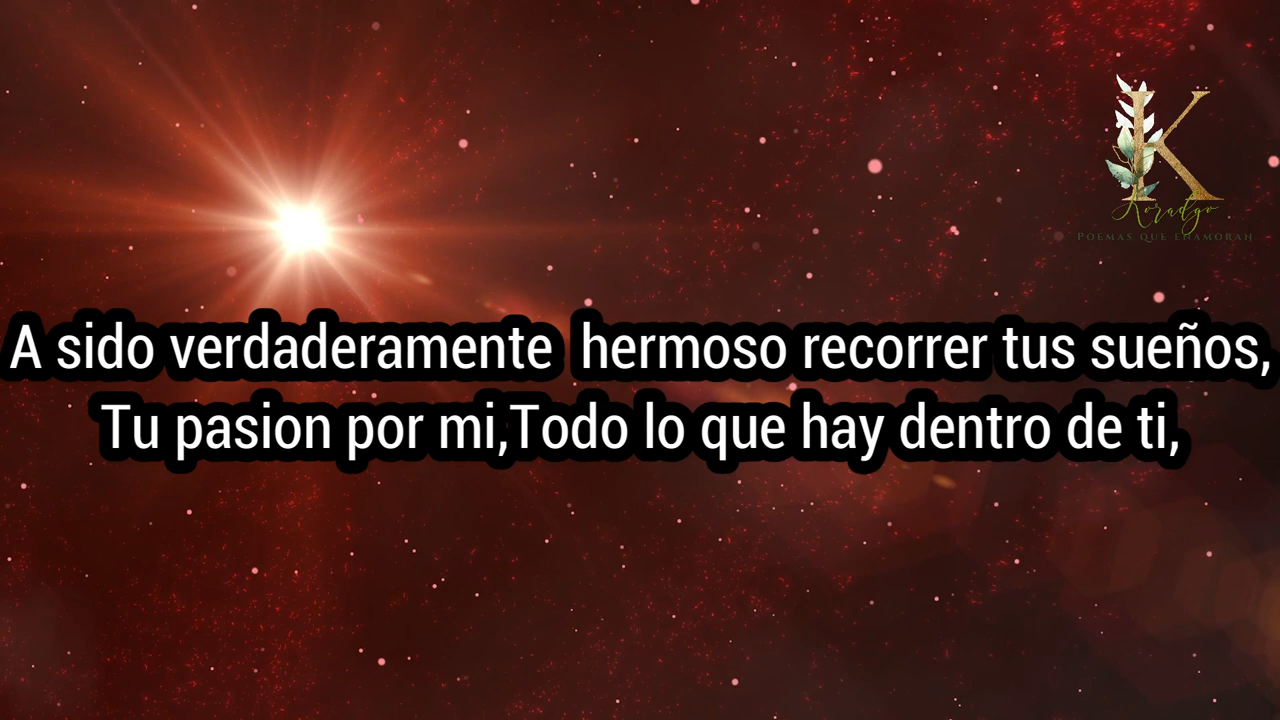 K
Koradgo
POEMAS QUE ENAMORAN
A sido verdaderamente  hermoso recorrer tus sueños,
Tu pasion por mi,Todo lo que hay dentro de ti,